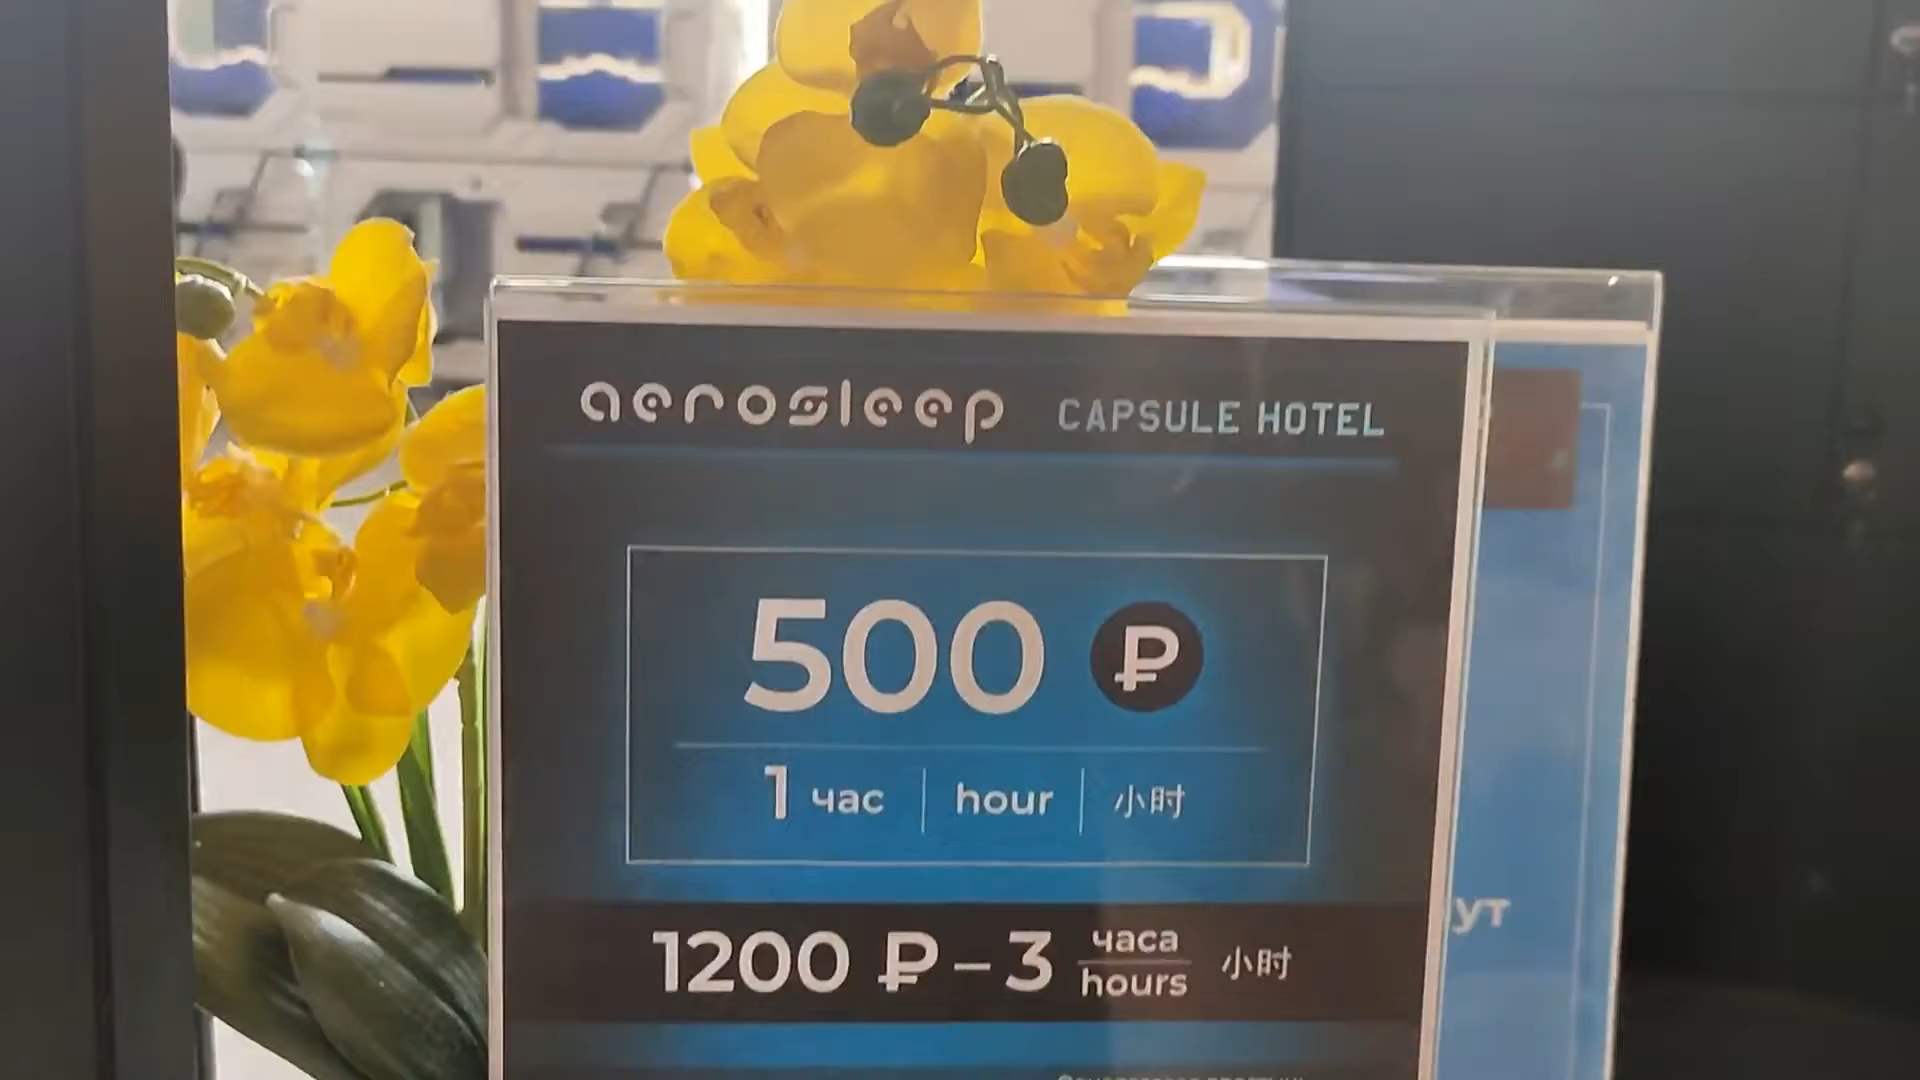 aerosleep CAPSULE HOTEL
500 ₽
1 час | hour | 小时
1200 ₽ – 3 часа hours 小时
ут